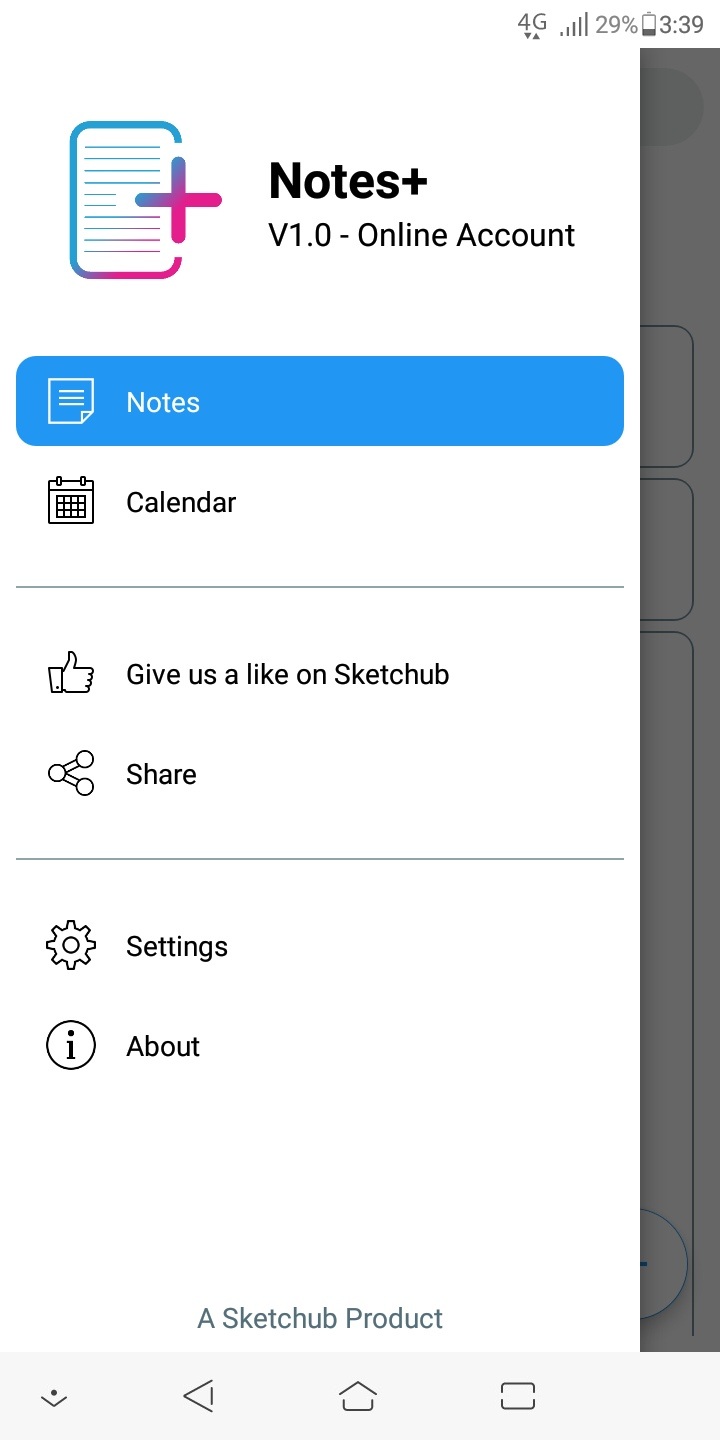 4G 29% 3:39
Notes+
V1.0 - Online Account
Notes
Calendar
Give us a like on Sketchub
Share
Settings
About
A Sketchub Product